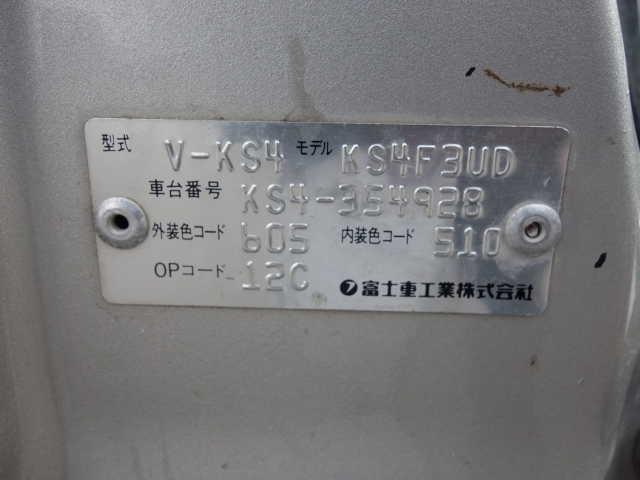 型式 V-KS4 モデル KS4F3UD
車台番号 KS4-354928
外装色コード 605 内装色コード 510
OPコード 12C 富士重工業株式会社